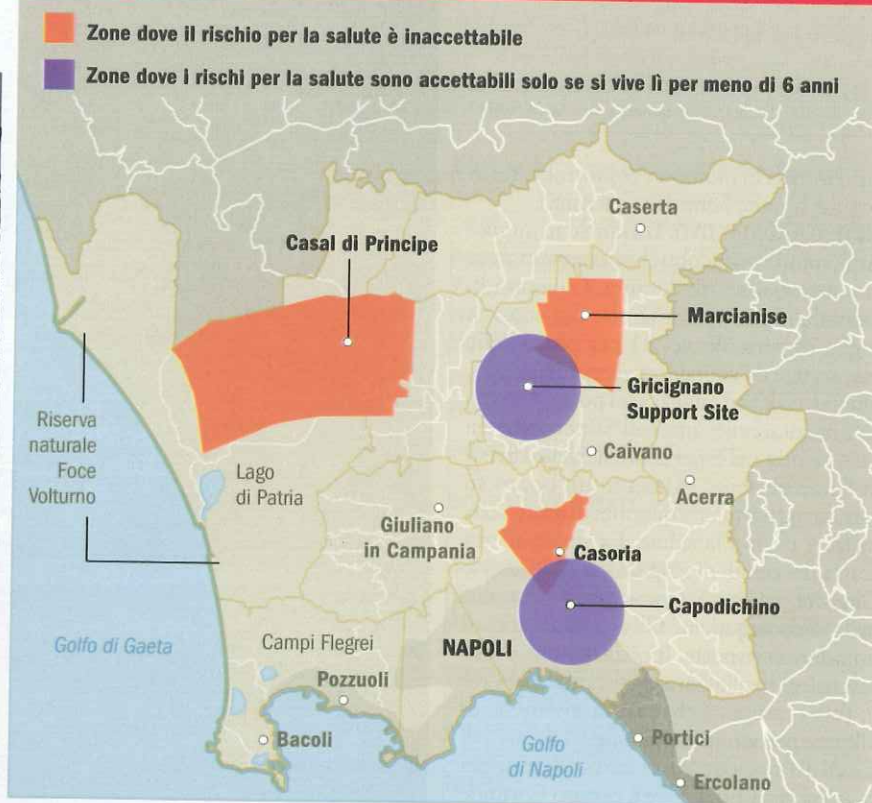 Zone dove il rischio per la salute è inaccettabile
Zone dove i rischi per la salute sono accettabili solo se si vive lì per meno di 6 anni
Caserta
Casal di Principe
Marcianise
Gricignano
Support Site
Riserva
naturale
Foce
Volturno
Lago
di Patria
Caivano
Acerra
Giuliano
in Campania
Casoria
Capodichino
Golfo di Gaeta
Campi Flegrei
NAPOLI
Pozzuoli
Bacoli
Golfo
di Napoli
Portici
Ercolano